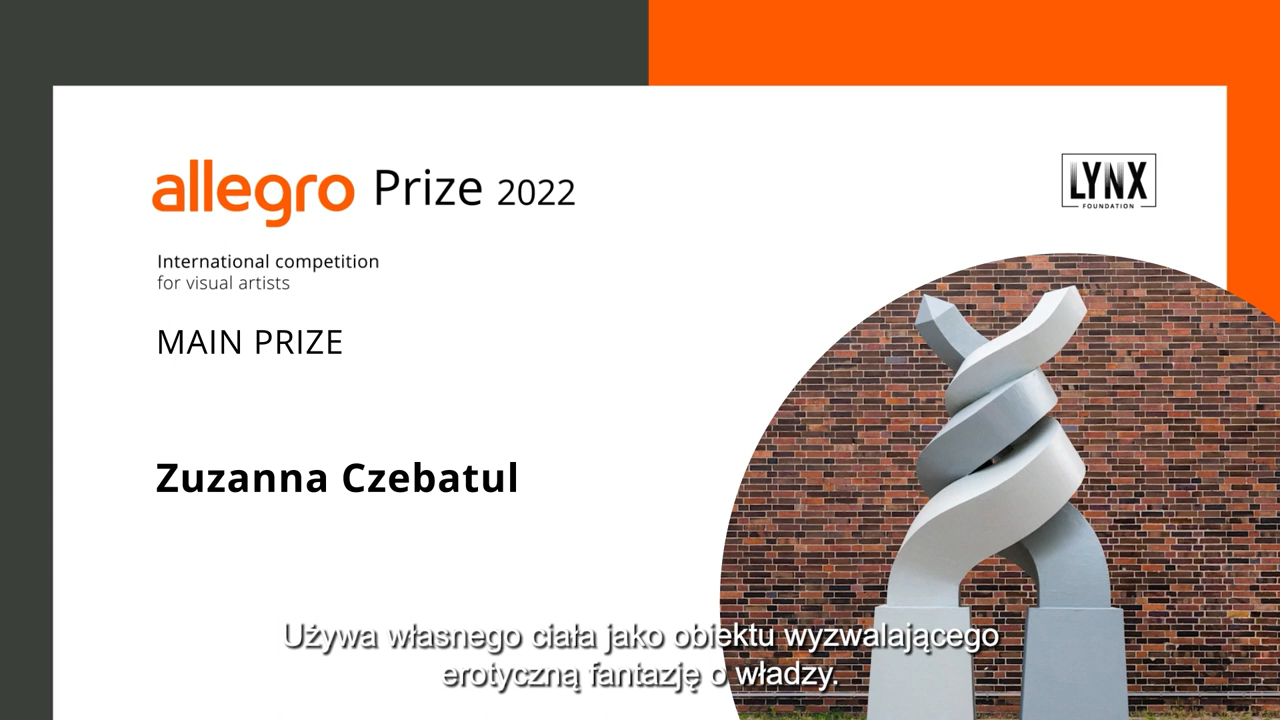 allegro Prize 2022
LYNX
FOUNDATION
International competition
for visual artists
MAIN PRIZE
Zuzanna Czebatul
Używa własnego ciała jako obiektu wyzwalającego
erotyczną fantazję o władzy.